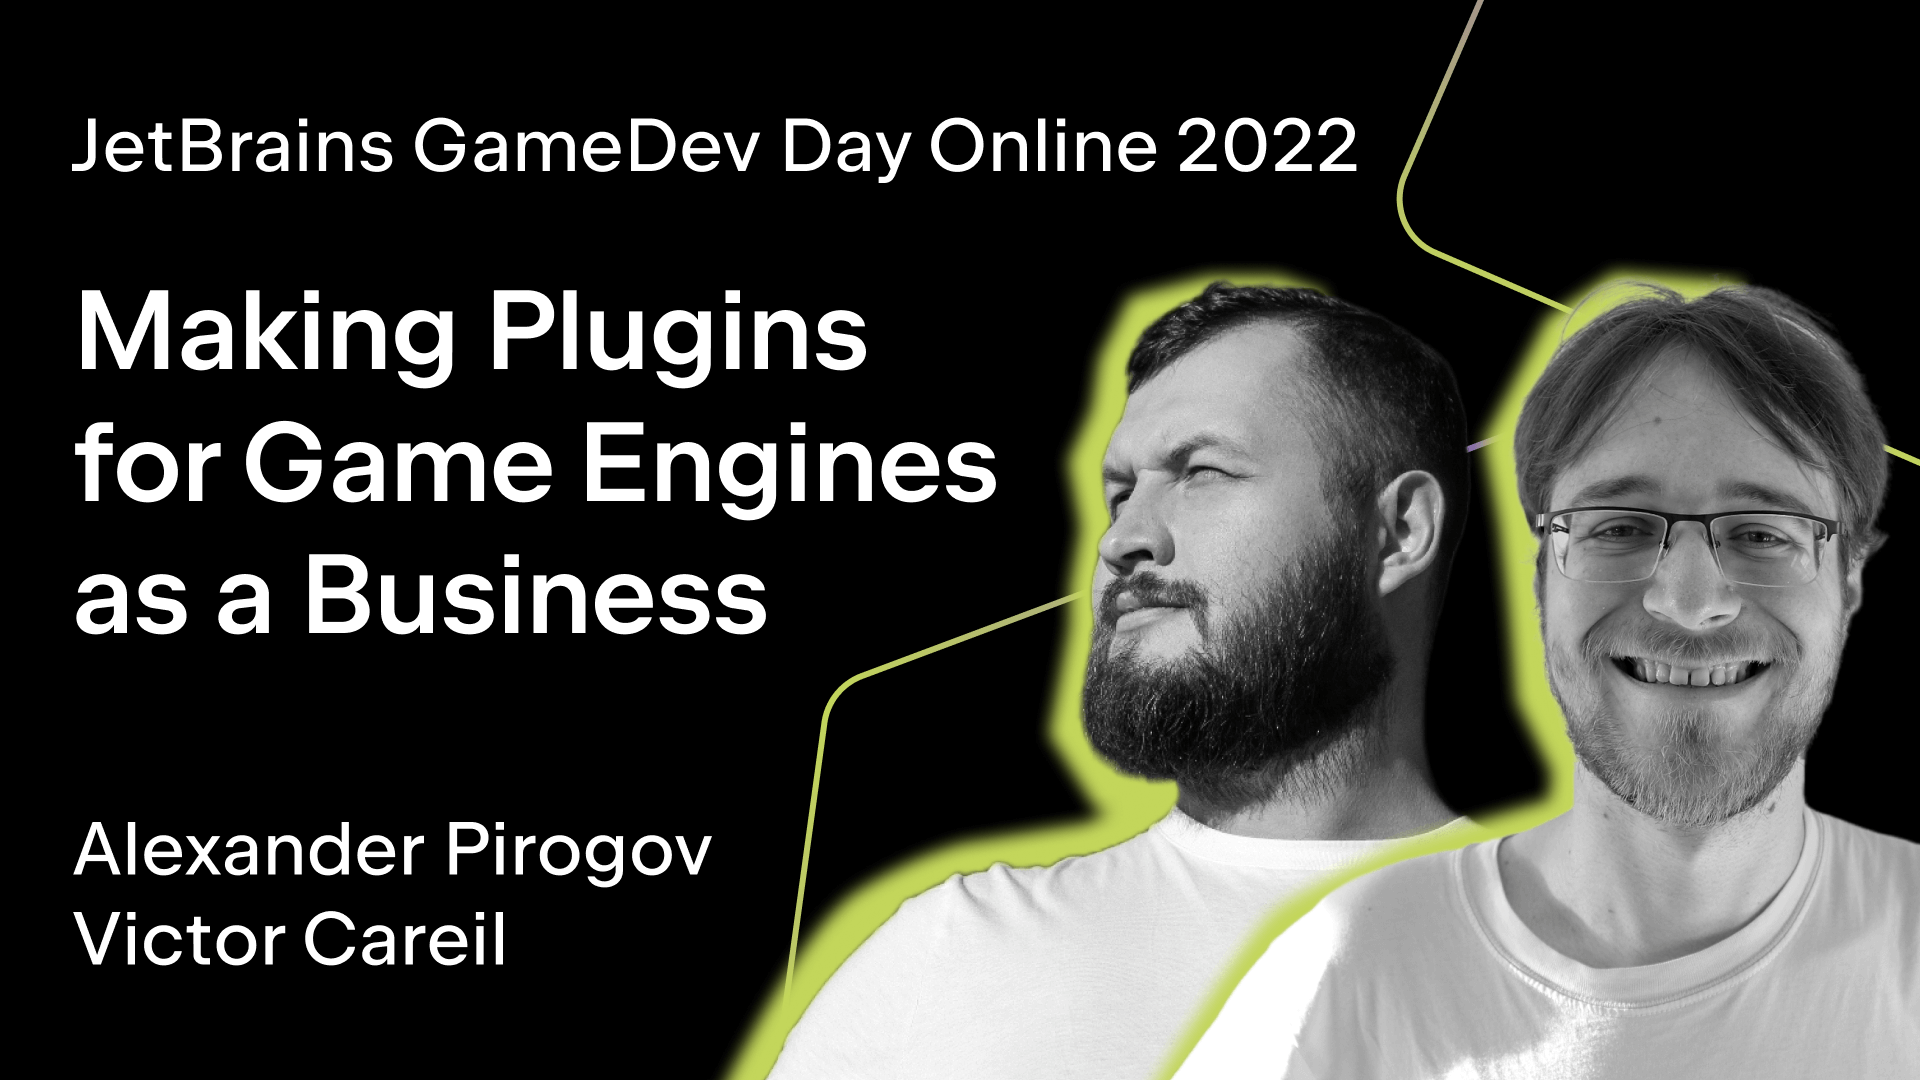 JetBrains GameDev Day Online 2022
Making Plugins
for Game Engines
as a Business
Alexander Pirogov
Victor Careil